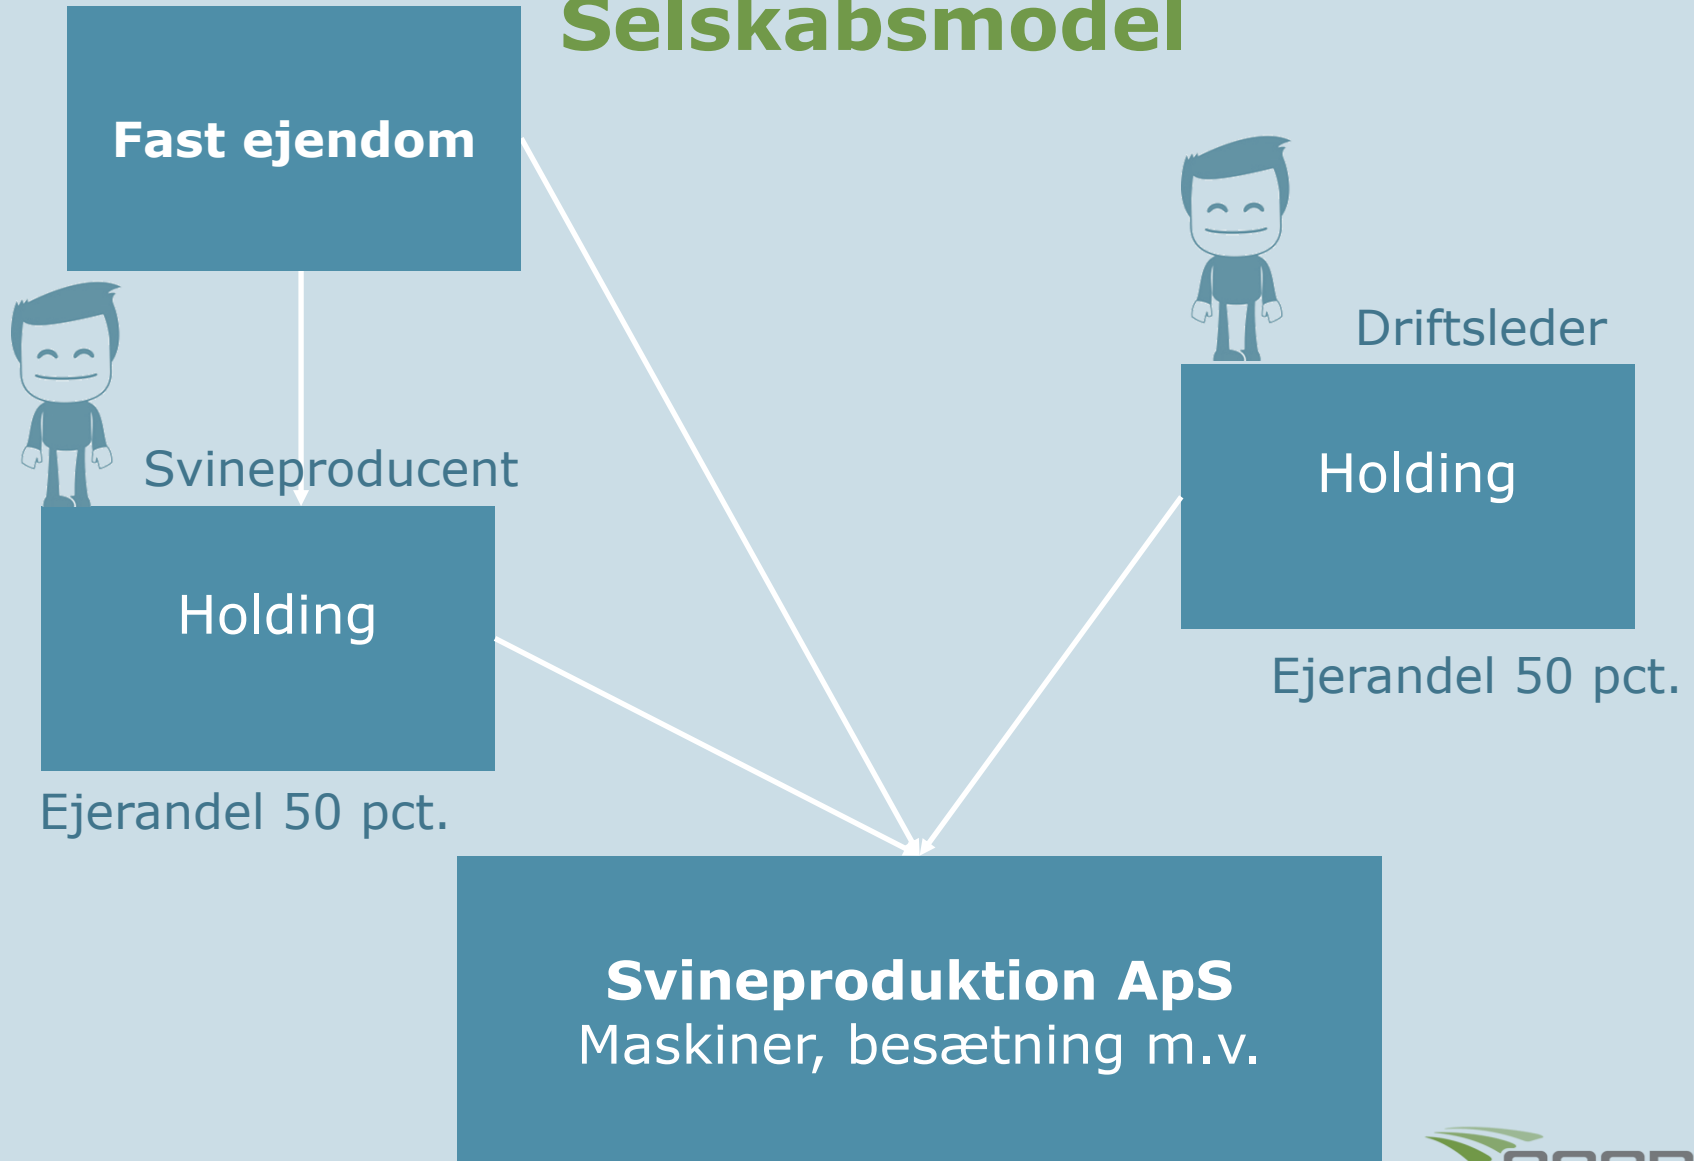 Selskabsmodel
Fast ejendom
Driftsleder
Svineproducent
Holding
Holding
Ejerandel 50 pct.
Ejerandel 50 pct.
Svineproduktion ApS
Maskiner, besætning m.v.